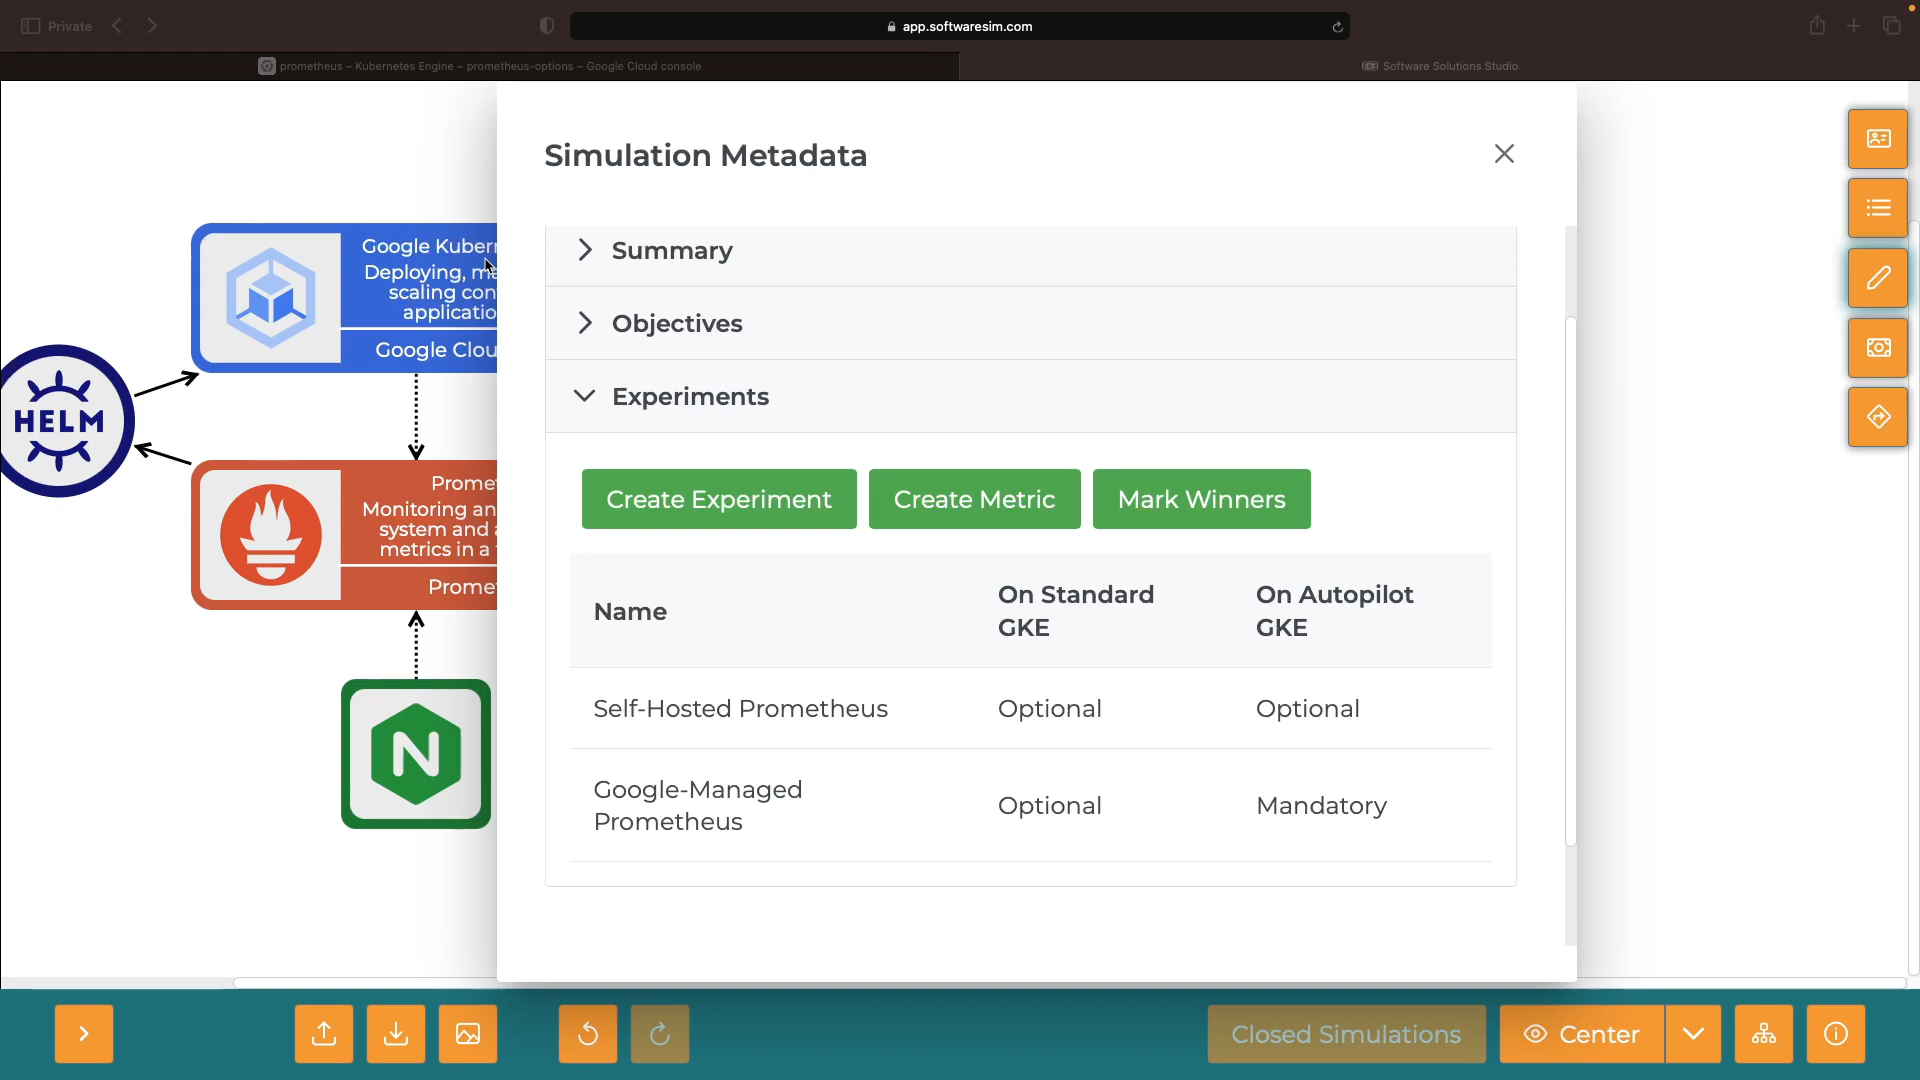 Private
app.softwaresim.com
prometheus – Kubernetes Engine – prometheus-options – Google Cloud console
Software Solutions Studio
Simulation Metadata
Summary
Objectives
Experiments
Create Experiment
Create Metric
Mark Winners
Name
On Standard
GKE
On Autopilot
GKE
Self-Hosted Prometheus
Optional
Optional
Google-Managed
Prometheus
Optional
Mandatory
Google Kuberr
Deploying, ma
scaling con
applicatio
Google Clou
HELM
Prome
Monitoring an
system and a
metrics in a
Prome
N
Closed Simulations
Center